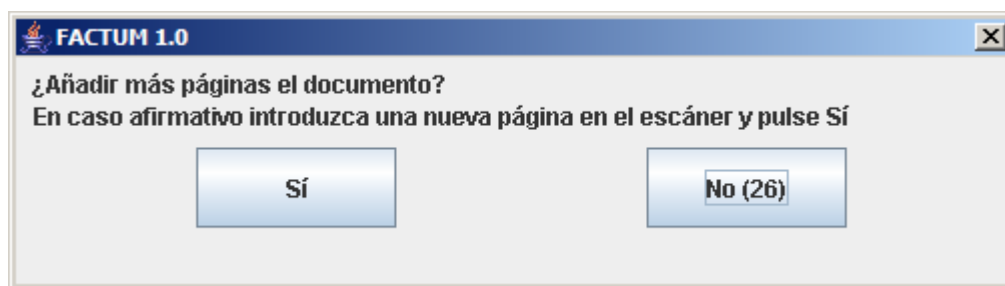 FACTUM 1.0
¿Añadir más páginas el documento?
En caso afirmativo introduzca una nueva página en el escáner y pulse Sí
Sí
No (26)